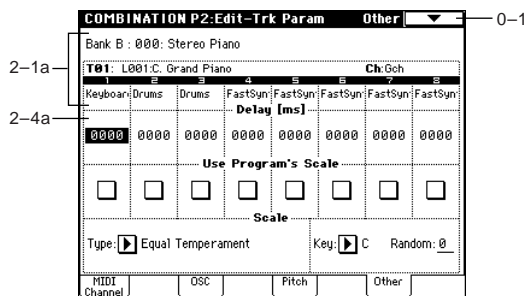 COMBINATION P2:Edit-Trk Param Other
0–1
Bank B : 000: Stereo Piano
2–1a
T01: L001:C. Grand Piano Ch:Gch
1 2 3 4 5 6 7 8
Keyboar Drums Drums FastSyn FastSyn FastSyn FastSyn FastSyn
Delay [ms]
2–4a
0000 0000 0000 0000 0000 0000 0000 0000
Use Program's Scale
Scale
Type: Equal Temperament Key: C Random: 0
MIDI Channel OSC Pitch Other